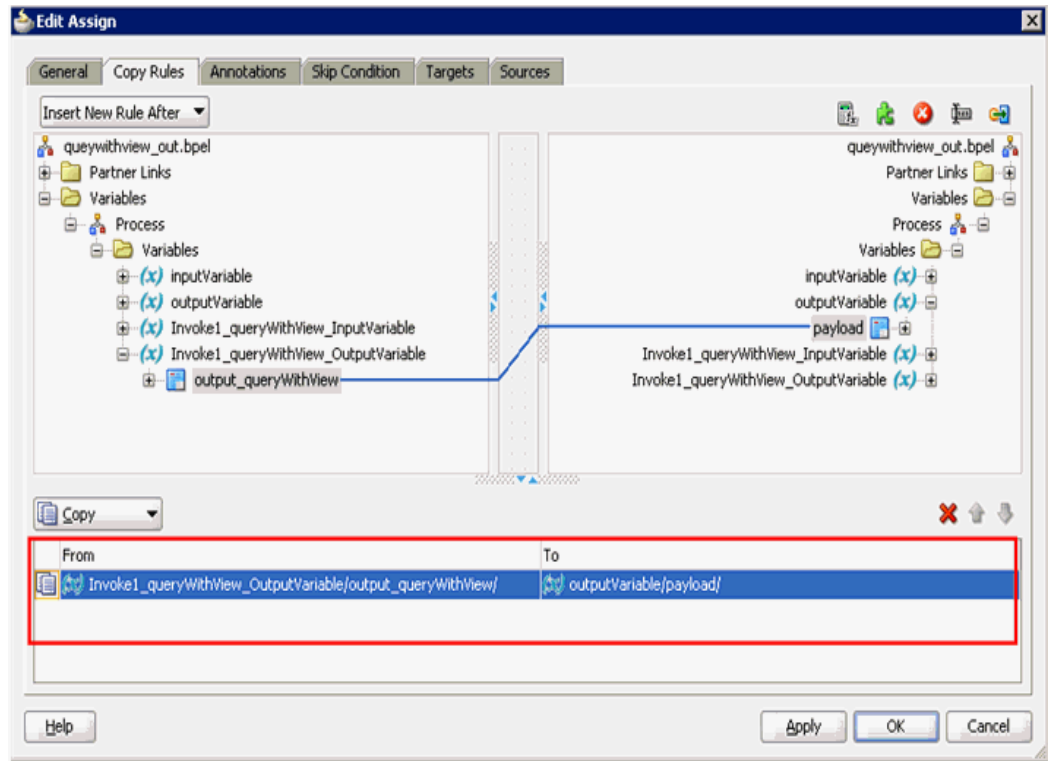 Edit Assign
General Copy Rules Annotations Skip Condition Targets Sources
Insert New Rule After
queywithview_out.bpel
Partner Links
Variables
Process
Variables
(x) inputVariable
(x) outputVariable
(x) Invoke1_queryWithView_InputVariable
(x) Invoke1_queryWithView_OutputVariable
output_queryWithView
queywithview_out.bpel
Partner Links
Variables
Process
Variables
inputVariable (x)
outputVariable (x)
payload
Invoke1_queryWithView_InputVariable (x)
Invoke1_queryWithView_OutputVariable (x)
Copy
From To
Invoke1_queryWithView_OutputVariable/output_queryWithView/ outputVariable/payload/
Help Apply OK Cancel